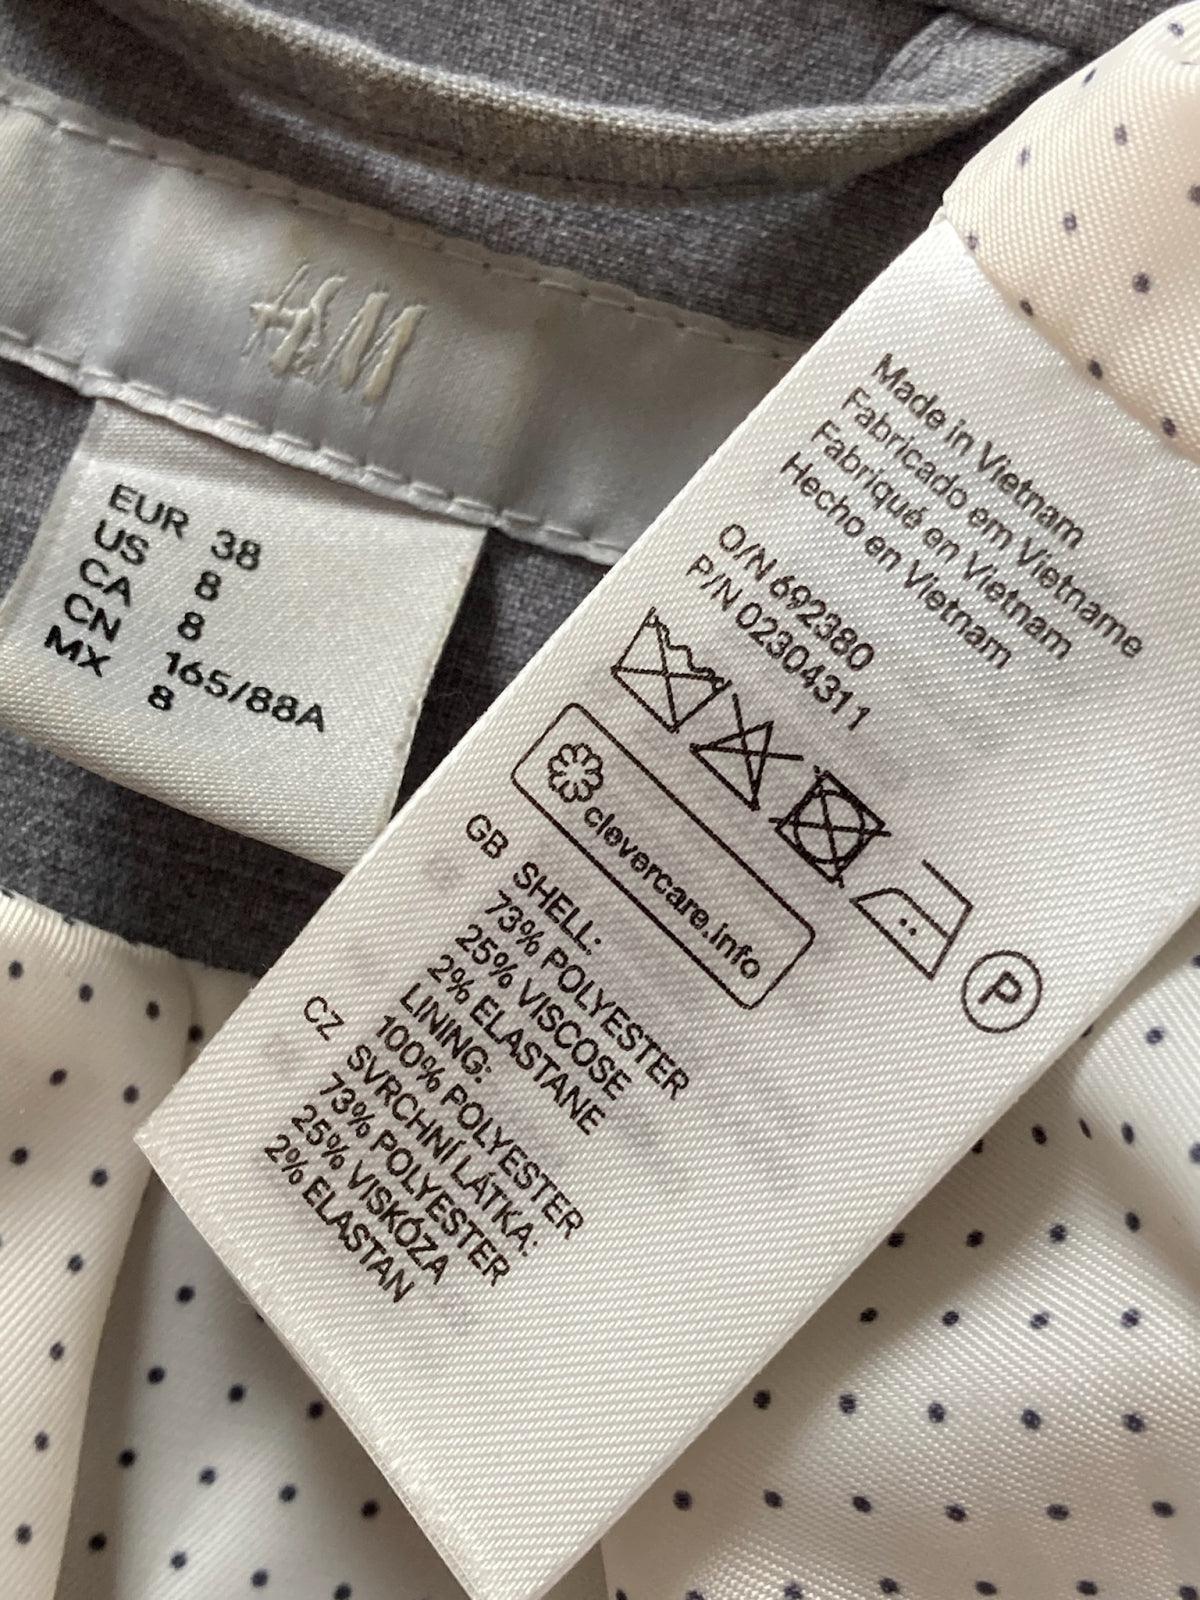 H&M
EUR 38
US 8
CA 8
CN 165/88A
MX 8
Made in Vietnam
Fabricado em Vietname
Fabriqué en Vietnam
Hecho en Vietnam
O/N 692380
P/N 02304311
P
clevercare.info
GB SHELL:
73% POLYESTER
25% VISCOSE
2% ELASTANE
LINING:
100% POLYESTER
CZ SVRCHNÍ LÁTKA:
73% POLYESTER
25% VISKÓZA
2% ELASTAN